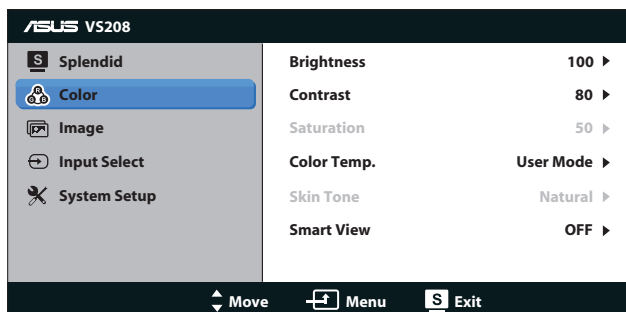 ASUS VS208
S Splendid
R G B Color
Image
Input Select
System Setup
Brightness 100
Contrast 80
Saturation 50
Color Temp. User Mode
Skin Tone Natural
Smart View OFF
Move Menu S Exit